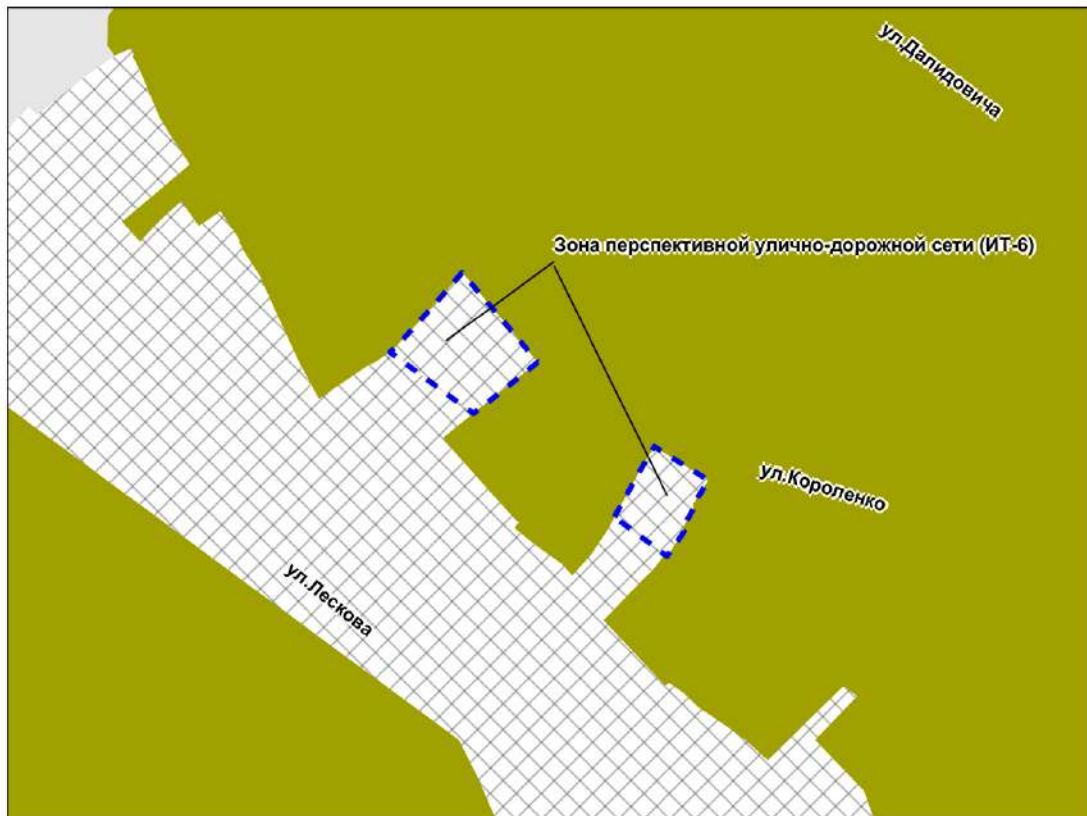 ул.Далидовича
Зона перспективной улично-дорожной сети (ИТ-6)
ул.Короленко
ул.Лескова